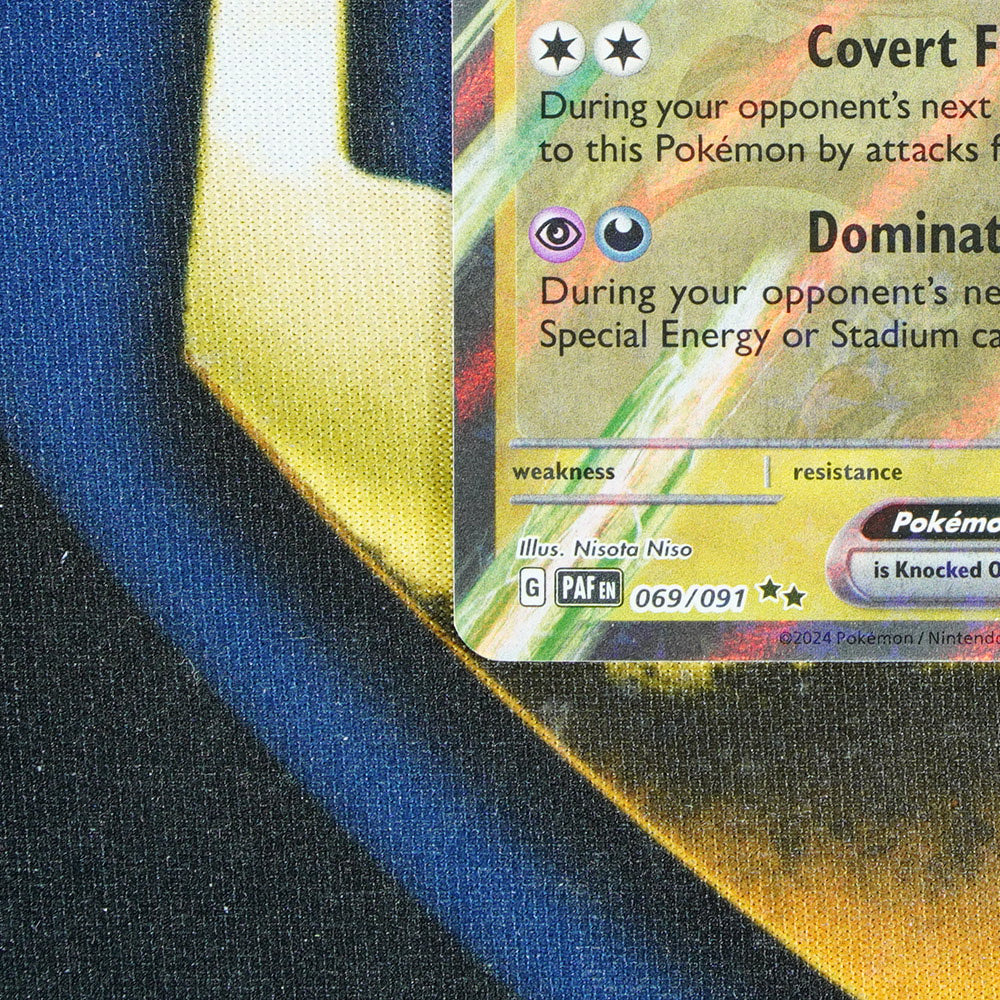 Covert F
During your opponent's next
to this Pokémon by attacks f
Dominat
During your opponent's ne
Special Energy or Stadium ca
weakness
resistance
Pokémo
is Knocked O
Illus. Nisota Niso
G PAF EN 069/091 ★★
©2024 Pokémon / Nintendo